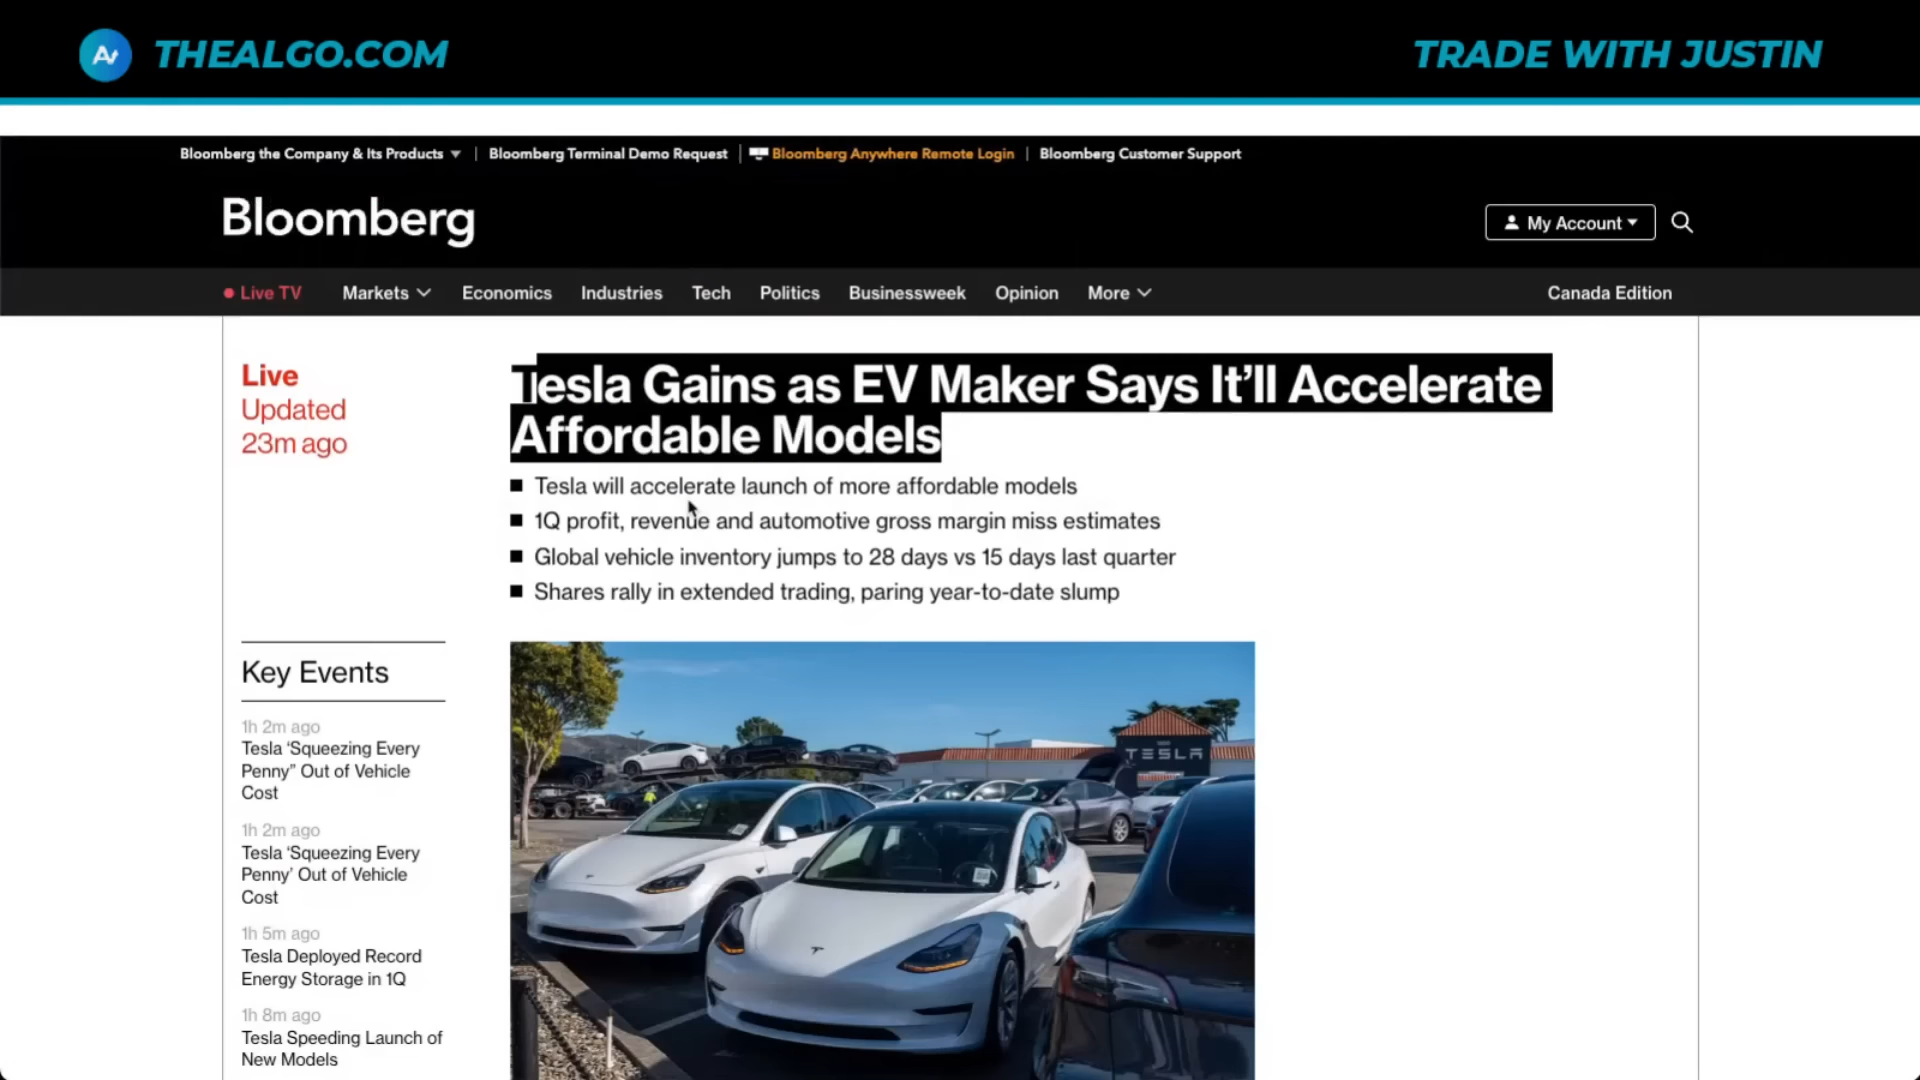 THEALGO.COM
TRADE WITH JUSTIN
Bloomberg the Company & Its Products
Bloomberg Terminal Demo Request
Bloomberg Anywhere Remote Login
Bloomberg Customer Support
Bloomberg
My Account
Live TV
Markets
Economics
Industries
Tech
Politics
Businessweek
Opinion
More
Canada Edition
Live
Updated
23m ago
Tesla Gains as EV Maker Says It’ll Accelerate
Affordable Models
Tesla will accelerate launch of more affordable models
1Q profit, revenue and automotive gross margin miss estimates
Global vehicle inventory jumps to 28 days vs 15 days last quarter
Shares rally in extended trading, paring year-to-date slump
Key Events
1h 2m ago
Tesla ‘Squeezing Every
Penny” Out of Vehicle
Cost
1h 2m ago
Tesla ‘Squeezing Every
Penny’ Out of Vehicle
Cost
1h 5m ago
Tesla Deployed Record
Energy Storage in 1Q
1h 8m ago
Tesla Speeding Launch of
New Models
TESLA